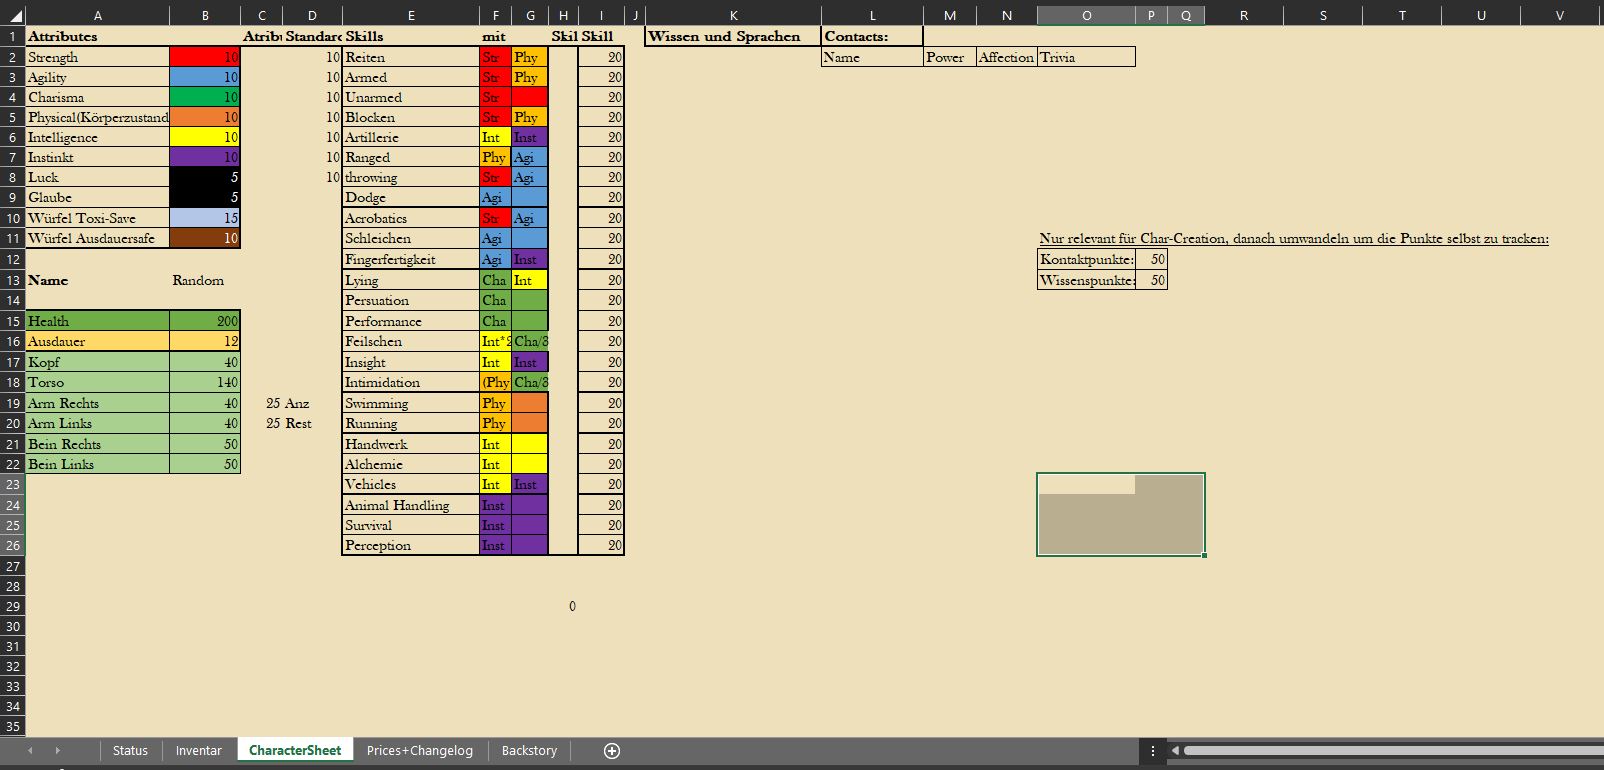 A B C D E F G H I J K L M N O P Q R S T U V
1 Attributes Atrib Standard Skills mit Skil Skill Wissen und Sprachen Contacts:
2 Strength 10 10 Reiten Str Phy 20 Name Power Affection Trivia
3 Agility 10 10 Armed Str Phy 20
4 Charisma 10 10 Unarmed Str 20
5 Physical(Körperzustand 10 10 Blocken Str Phy 20
6 Intelligence 10 10 Artillerie Int Inst 20
7 Instinkt 10 10 Ranged Phy Agi 20
8 Luck 5 10 throwing Str Agi 20
9 Glaube 5 Dodge Agi 20
10 Würfel Toxi-Save 15 Acrobatics Str Agi 20
11 Würfel Ausdauersafe 10 Schleichen Agi 20 Nur relevant für Char-Creation, danach umwandeln um die Punkte selbst zu tracken:
12 Fingerfertigkeit Agi Inst 20 Kontaktpunkte: 50
13 Name Random Lying Cha Int 20 Wissenspunkte: 50
14 Persuation Cha 20
15 Health 200 Performance Cha 20
16 Ausdauer 12 Feilschen Int*2 Cha/3 20
17 Kopf 40 Insight Int Inst 20
18 Torso 140 Intimidation (Phy Cha/3 20
19 Arm Rechts 40 25 Anz Swimming Phy 20
20 Arm Links 40 25 Rest Running Phy 20
21 Bein Rechts 50 Handwerk Int 20
22 Bein Links 50 Alchemie Int 20
23 Vehicles Int Inst 20
24 Animal Handling Inst 20
25 Survival Inst 20
26 Perception Inst 20
27
28
29 0
30
31
32
33
34
35
Status Inventar CharacterSheet Prices+Changelog Backstory